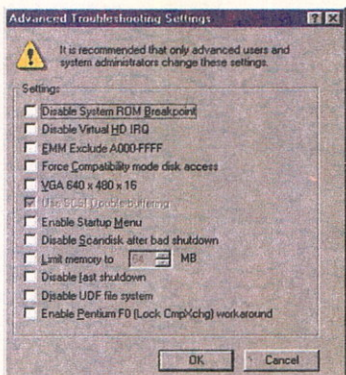 Advanced Troubleshooting Settings
It is recommended that only advanced users and
system administrators change these settings.
Settings
Disable System ROM Breakpoint
Disable Virtual HD IRQ
EMM Exclude A000-FFFF
Force Compatibility mode disk access
VGA 640 x 480 x 16
Use SCSI Double-buffering
Enable Startup Menu
Disable Scandisk after bad shutdown
Limit memory to 64 MB
Disable fast shutdown
Disable UDF file system
Enable Pentium F0 (Lock CmpXchg) workaround
OK Cancel